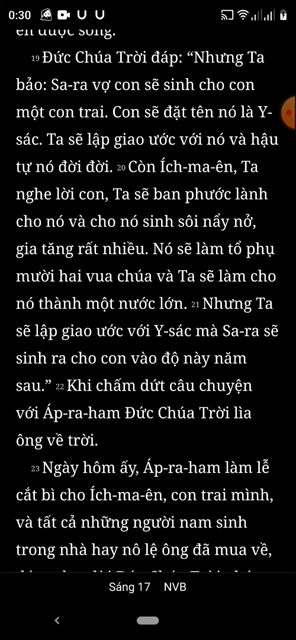 0:30
U U
19 Đức Chúa Trời đáp: “Nhưng Ta
bảo: Sa-ra vợ con sẽ sinh cho con
một con trai. Con sẽ đặt tên nó là Y-
sác. Ta sẽ lập giao ước với nó và hậu
tự nó đời đời. 20 Còn Ích-ma-ên, Ta
nghe lời con, Ta sẽ ban phước lành
cho nó và cho nó sinh sôi nẩy nở,
gia tăng rất nhiều. Nó sẽ làm tổ phụ
mười hai vua chúa và Ta sẽ làm cho
nó thành một nước lớn. 21 Nhưng Ta
sẽ lập giao ước với Y-sác mà Sa-ra sẽ
sinh ra cho con vào độ này năm
sau.” 22 Khi chấm dứt câu chuyện
với Áp-ra-ham Đức Chúa Trời lìa
ông về trời.
23 Ngày hôm ấy, Áp-ra-ham làm lễ
cắt bì cho Ích-ma-ên, con trai mình,
và tất cả những người nam sinh
trong nhà hay nô lệ ông đã mua về,
Sáng 17 NVB